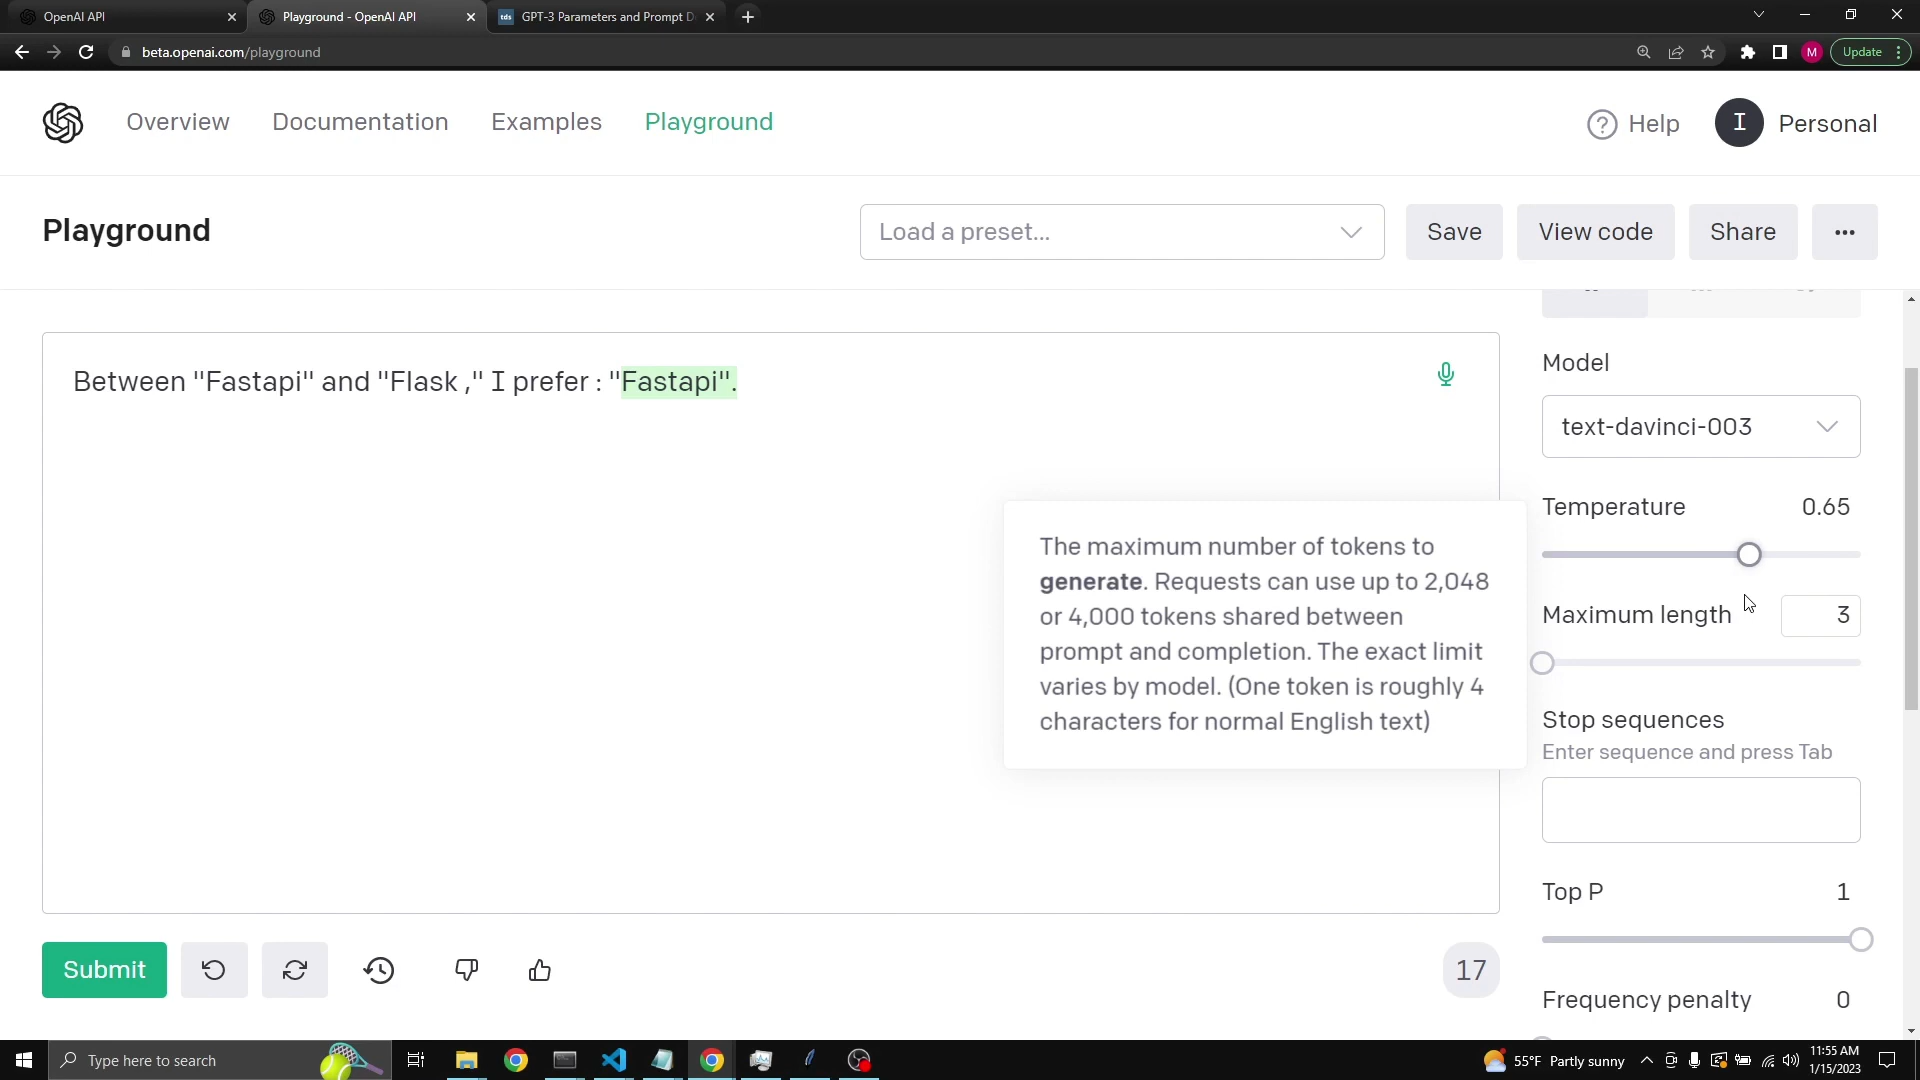 OpenAI API
Playground - OpenAI API
tds GPT-3 Parameters and Prompt D
beta.openai.com/playground
M
Update
Overview
Documentation
Examples
Playground
? Help
I Personal
Playground
Load a preset...
Save
View code
Share
Between "Fastapi" and "Flask ," I prefer : "Fastapi".
Model
text-davinci-003
Temperature 0.65
The maximum number of tokens to
generate. Requests can use up to 2,048
or 4,000 tokens shared between
prompt and completion. The exact limit
varies by model. (One token is roughly 4
characters for normal English text)
Maximum length 3
Stop sequences
Enter sequence and press Tab
Top P 1
Frequency penalty 0
Submit
17
Type here to search
55°F Partly sunny
11:55 AM
1/15/2023